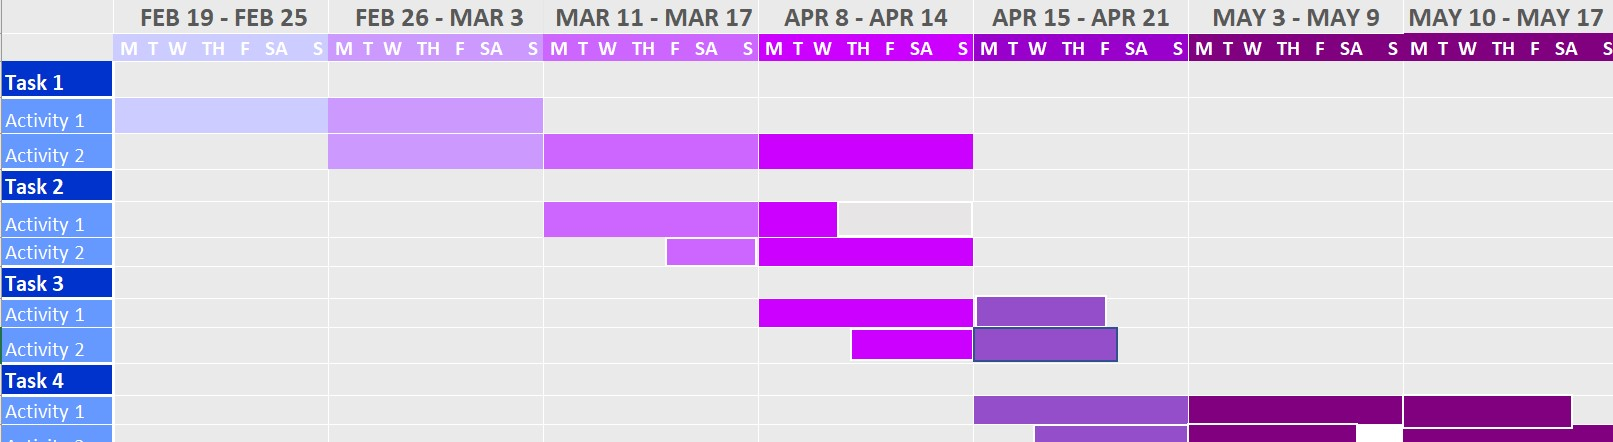 FEB 19 - FEB 25 FEB 26 - MAR 3 MAR 11 - MAR 17 APR 8 - APR 14 APR 15 - APR 21 MAY 3 - MAY 9 MAY 10 - MAY 17
M T W TH F SA S M T W TH F SA S M T W TH F SA S M T W TH F SA S M T W TH F SA S M T W TH F SA S M T W TH F SA S
Task 1
Activity 1
Activity 2
Task 2
Activity 1
Activity 2
Task 3
Activity 1
Activity 2
Task 4
Activity 1